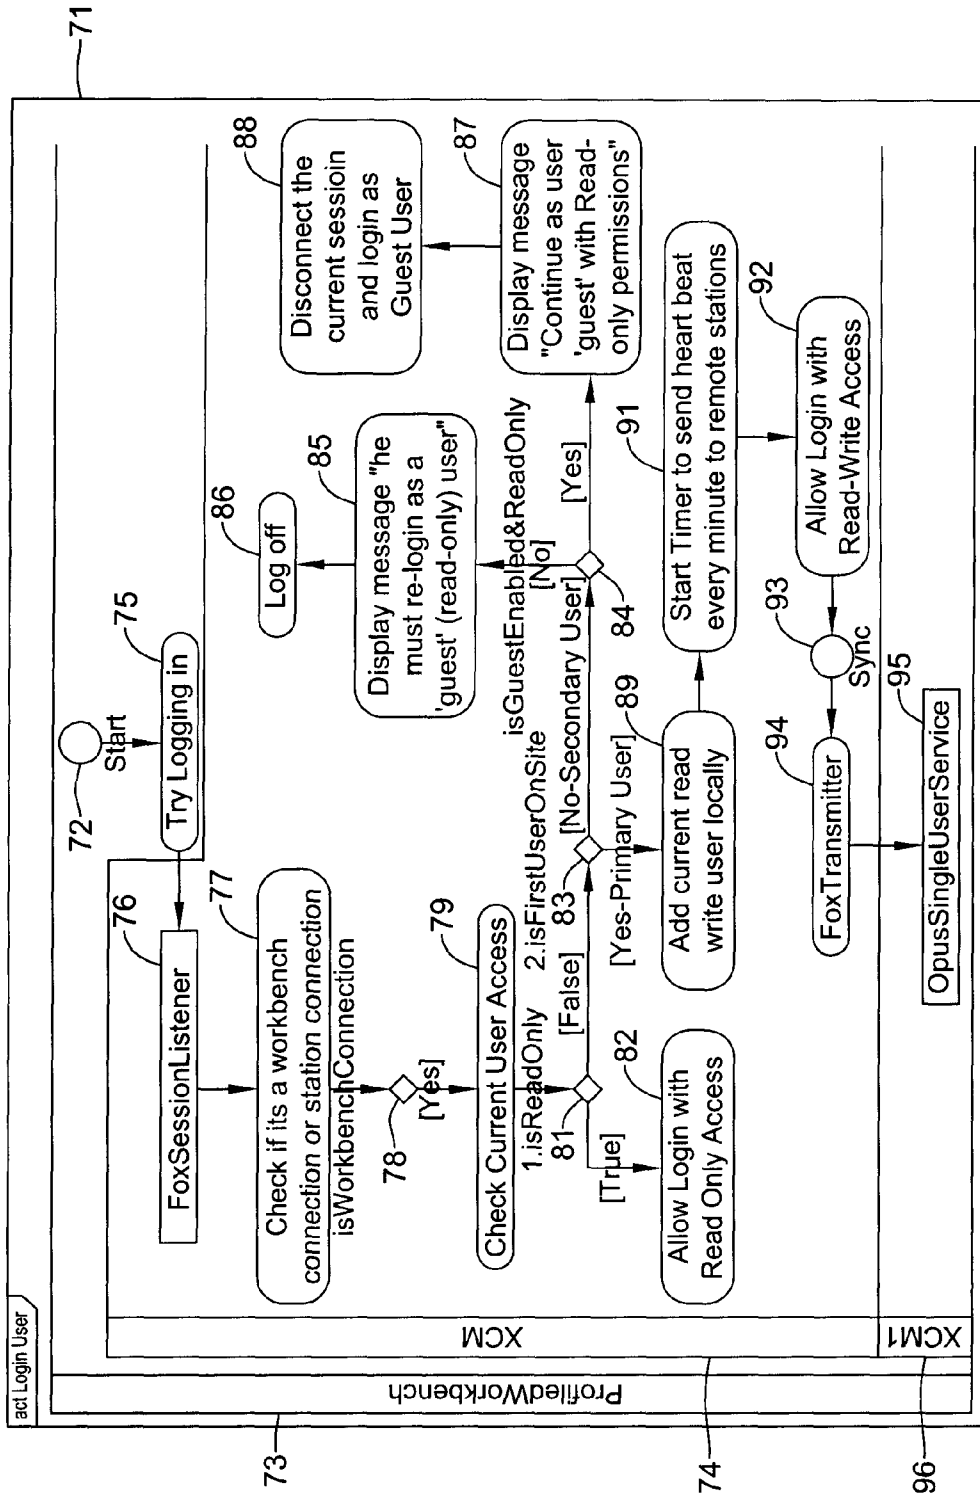 act Login User
71
72
Start
75
Try Logging in
76
FoxSessionListener
77
Check if its a workbench
connection or station connection
isWorkbenchConnection
78
[Yes]
79
Check Current User Access
1.isReadOnly
81
[True]
[False]
82
Allow Login with
Read Only Access
2.isFirstUserOnSite
83
[No-Secondary User]
[Yes-Primary User]
isGuestEnabled&ReadOnly
84
[No]
[Yes]
85
Display message "he
must re-login as a
'guest' (read-only) user"
86
Log off
87
Display message
"Continue as user
'guest' with Read-
only permissions"
88
Disconnect the
current sessioin
and login as
Guest User
89
Add current read
write user locally
91
Start Timer to send heart beat
every minute to remote stations
92
Allow Login with
Read-Write Access
93
Sync
94
FoxTransmitter
95
OpusSingleUserService
XCM
XCM1
ProfiledWorkbench
73
74
96